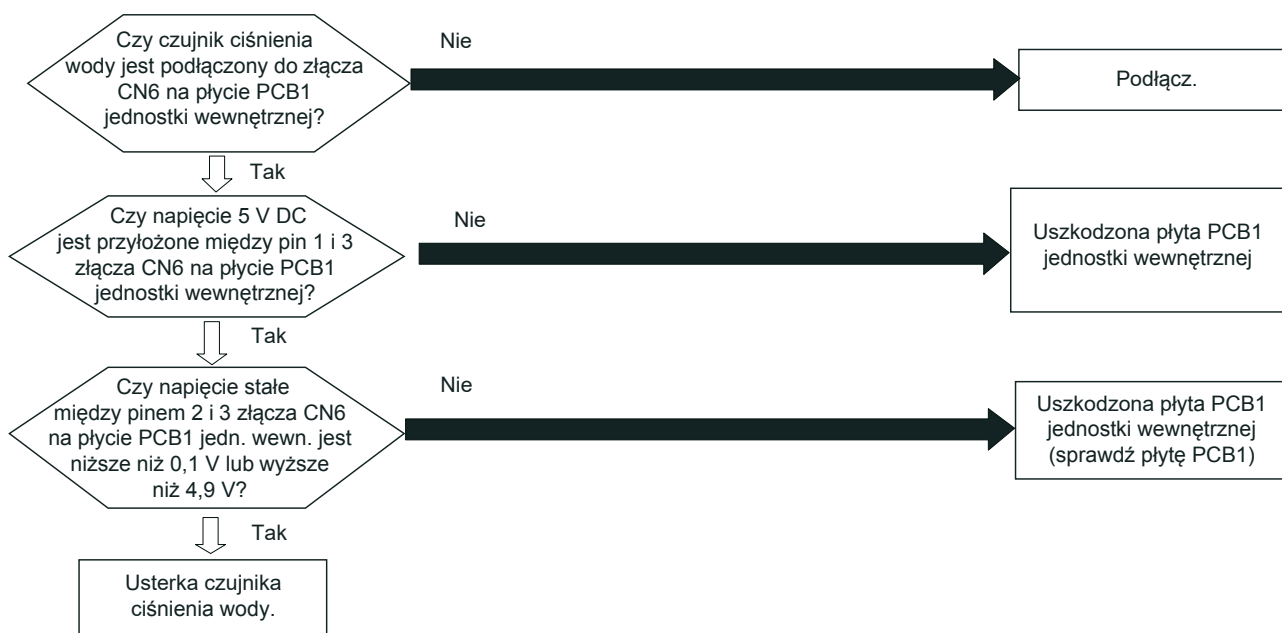 Czy czujnik ciśnienia
wody jest podłączony do złącza
CN6 na płycie PCB1
jednostki wewnętrznej?
Nie
Podłącz.
Tak
Czy napięcie 5 V DC
jest przyłożone między pin 1 i 3
złącza CN6 na płycie PCB1
jednostki wewnętrznej?
Nie
Uszkodzona płyta PCB1
jednostki wewnętrznej
Tak
Czy napięcie stałe
między pinem 2 i 3 złącza CN6
na płycie PCB1 jedn. wewn. jest
niższe niż 0,1 V lub wyższe
niż 4,9 V?
Nie
Uszkodzona płyta PCB1
jednostki wewnętrznej
(sprawdź płytę PCB1)
Tak
Usterka czujnika
ciśnienia wody.